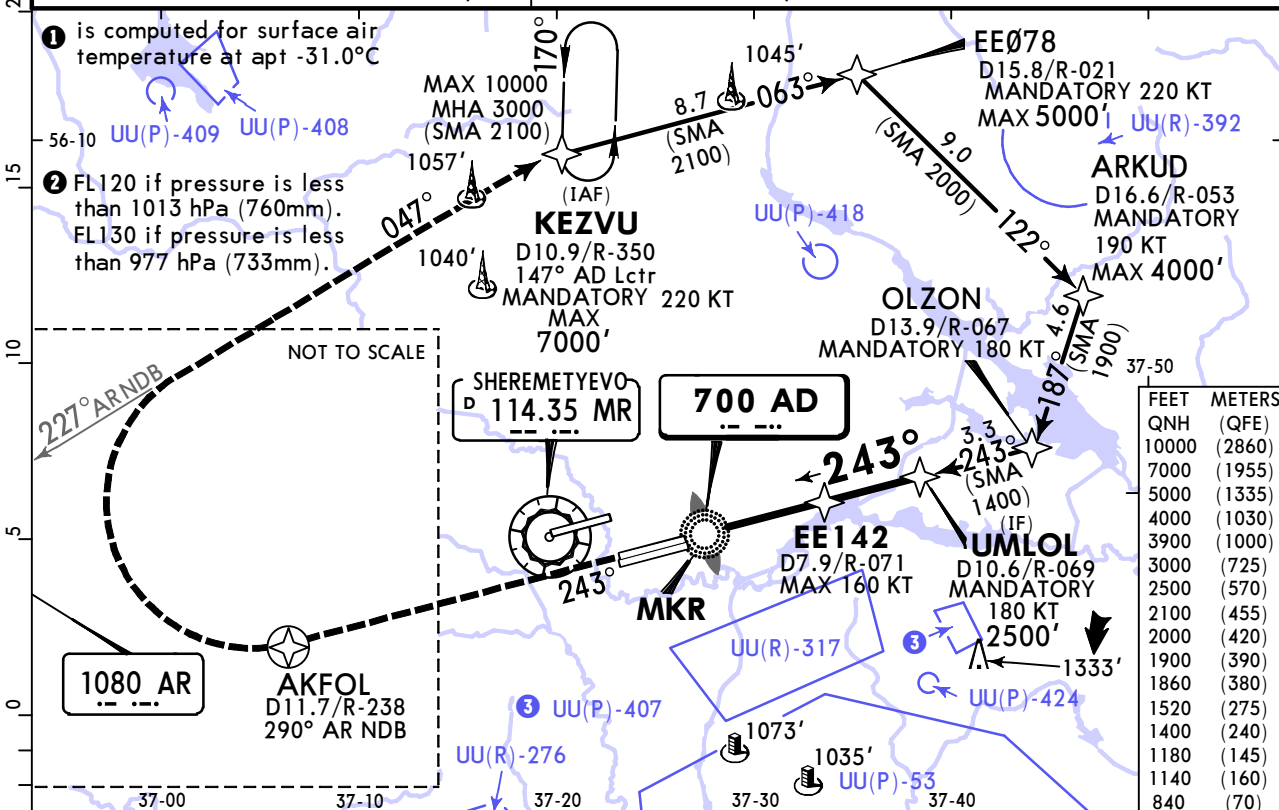 2
❶ is computed for surface air
temperature at apt -31.0°C
UU(P)-409
UU(P)-408
56-10
15
❷ FL120 if pressure is less
than 1013 hPa (760mm).
FL130 if pressure is less
than 977 hPa (733mm).
MAX 10000
MHA 3000
(SMA 2100)
170°
1057'
047°
1040'
(IAF)
KEZVU
D10.9/R-350
147° AD Lctr
MANDATORY 220 KT
MAX
7000'
8.7
(SMA
2100)
063°
1045'
EEØ78
D15.8/R-021
MANDATORY 220 KT
MAX 5000'
UU(R)-392
9.0
(SMA 2000)
122°
ARKUD
D16.6/R-053
MANDATORY
190 KT
MAX 4000'
UU(P)-418
OLZON
D13.9/R-067
MANDATORY 180 KT
4.6
(SMA
1900)
187°
37-50
10
NOT TO SCALE
227° AR NDB
SHEREMETYEVO
D 114.35 MR
700 AD
243°
3.3
243°
(SMA
1400)
(IF)
UMLOL
D10.6/R-069
MANDATORY
180 KT
2500'
EE142
D7.9/R-071
MAX 160 KT
MKR
243°
5
1080 AR
AKFOL
D11.7/R-238
290° AR NDB
0
UU(R)-317
❸
1333'
UU(P)-424
❸ UU(P)-407
UU(R)-276
1073'
1035'
UU(P)-53
37-00
37-10
37-20
37-30
37-40
FEET METERS
QNH (QFE)
10000 (2860)
7000 (1955)
5000 (1335)
4000 (1030)
3900 (1000)
3000 (725)
2500 (570)
2100 (455)
2000 (420)
1900 (390)
1860 (380)
1520 (275)
1400 (240)
1180 (145)
1140 (160)
840 (70)